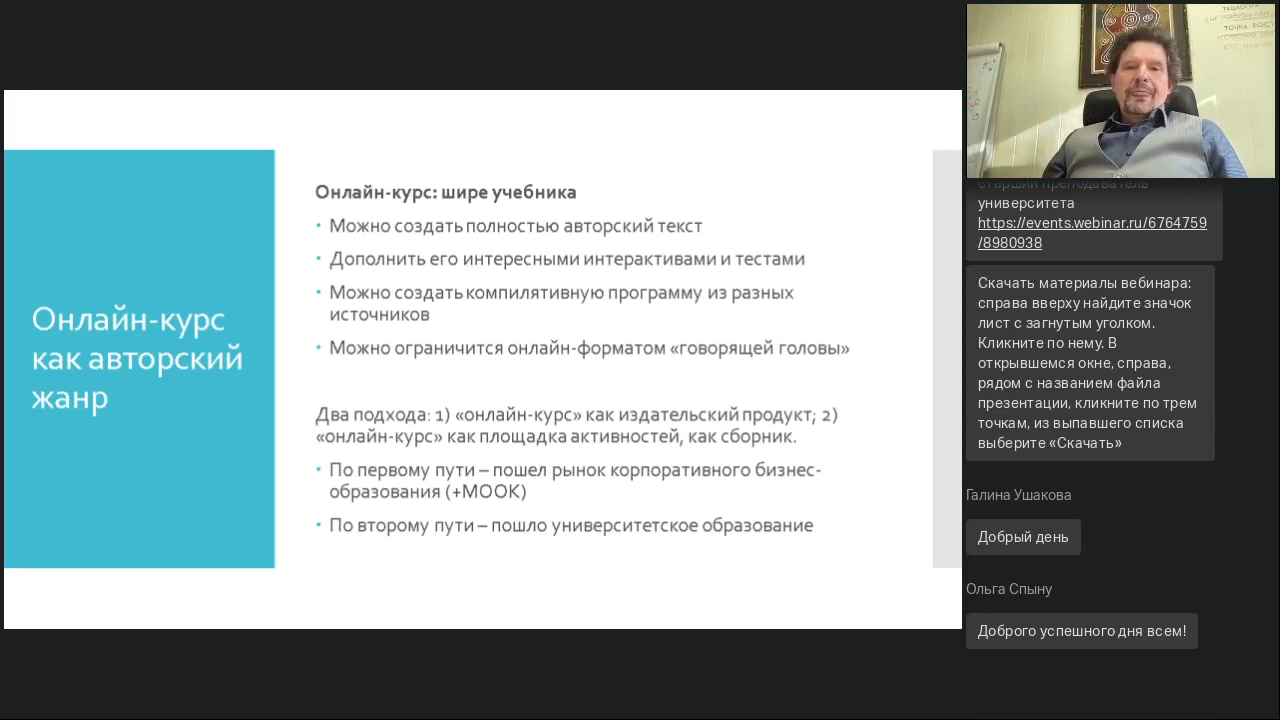 Онлайн-курс
как авторский
жанр
Онлайн-курс: шире учебника
• Можно создать полностью авторский текст
• Дополнить его интересными интерактивами и тестами
• Можно создать компилятивную программу из разных
источников
• Можно ограничится онлайн-форматом «говорящей головы»
Два подхода: 1) «онлайн-курс» как издательский продукт; 2)
«онлайн-курс» как площадка активностей, как сборник.
• По первому пути – пошел рынок корпоративного бизнес-
образования (+МООК)
• По второму пути – пошло университетское образование
ТОЧКА РОСТ
старший преподаватель
университета
https://events.webinar.ru/6764759
/8980938
Скачать материалы вебинара:
справа вверху найдите значок
лист с загнутым уголком.
Кликните по нему. В
открывшемся окне, справа,
рядом с названием файла
презентации, кликните по трем
точкам, из выпавшего списка
выберите «Скачать»
Галина Ушакова
Добрый день
Ольга Спыну
Доброго успешного дня всем!